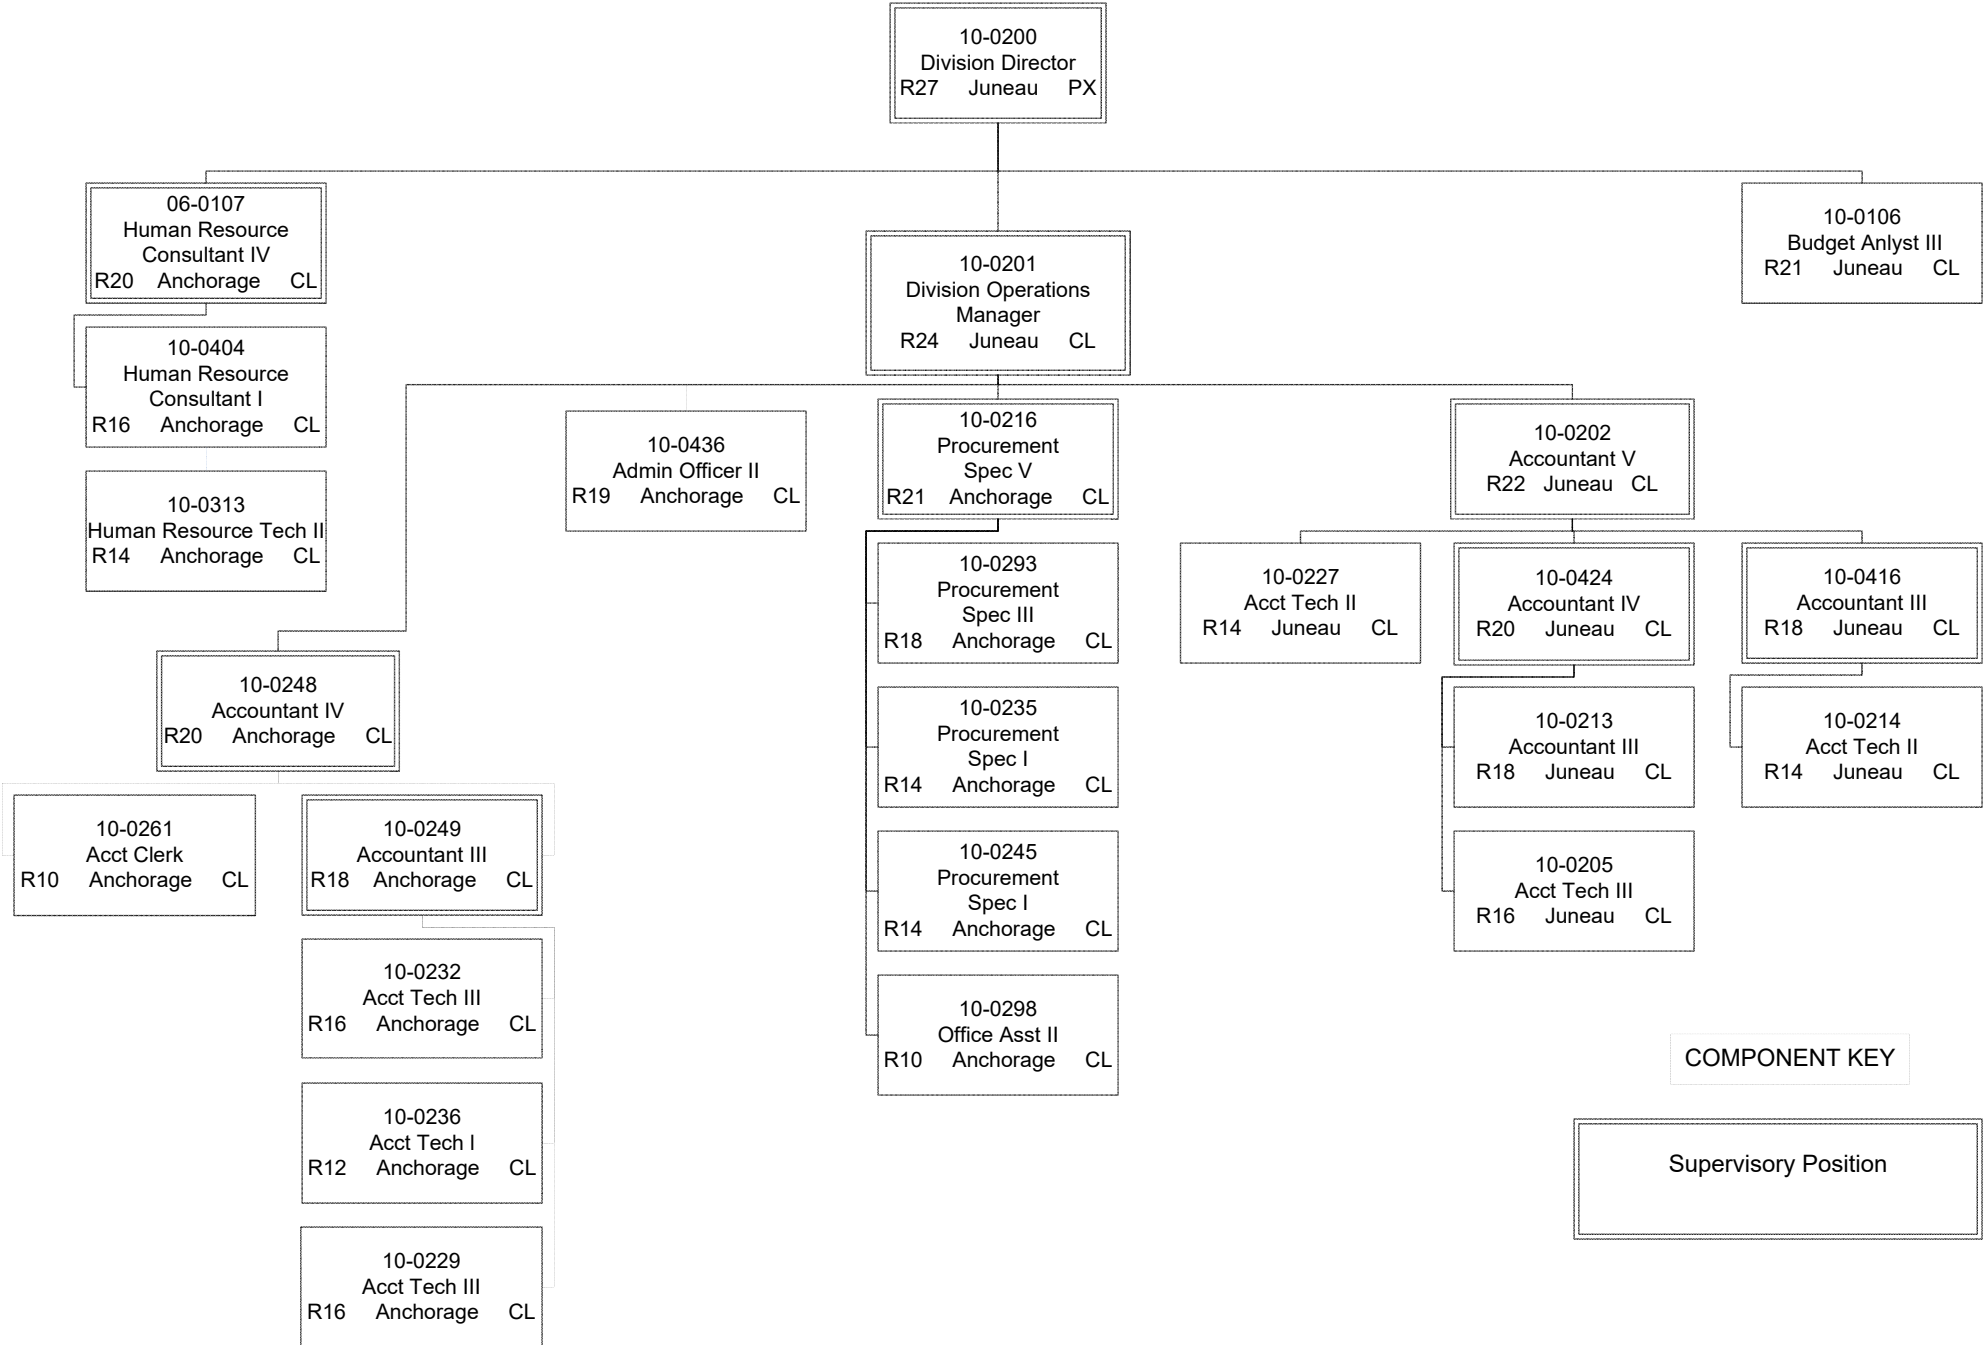 10-0200
Division Director
R27 Juneau PX
06-0107
Human Resource
Consultant IV
R20 Anchorage CL
10-0201
Division Operations
Manager
R24 Juneau CL
10-0106
Budget Anlyst III
R21 Juneau CL
10-0404
Human Resource
Consultant I
R16 Anchorage CL
10-0313
Human Resource Tech II
R14 Anchorage CL
10-0436
Admin Officer II
R19 Anchorage CL
10-0216
Procurement
Spec V
R21 Anchorage CL
10-0202
Accountant V
R22 Juneau CL
10-0293
Procurement
Spec III
R18 Anchorage CL
10-0227
Acct Tech II
R14 Juneau CL
10-0424
Accountant IV
R20 Juneau CL
10-0416
Accountant III
R18 Juneau CL
10-0248
Accountant IV
R20 Anchorage CL
10-0235
Procurement
Spec I
R14 Anchorage CL
10-0213
Accountant III
R18 Juneau CL
10-0214
Acct Tech II
R14 Juneau CL
10-0261
Acct Clerk
R10 Anchorage CL
10-0249
Accountant III
R18 Anchorage CL
10-0245
Procurement
Spec I
R14 Anchorage CL
10-0205
Acct Tech III
R16 Juneau CL
10-0232
Acct Tech III
R16 Anchorage CL
10-0298
Office Asst II
R10 Anchorage CL
10-0236
Acct Tech I
R12 Anchorage CL
10-0229
Acct Tech III
R16 Anchorage CL
COMPONENT KEY
Supervisory Position